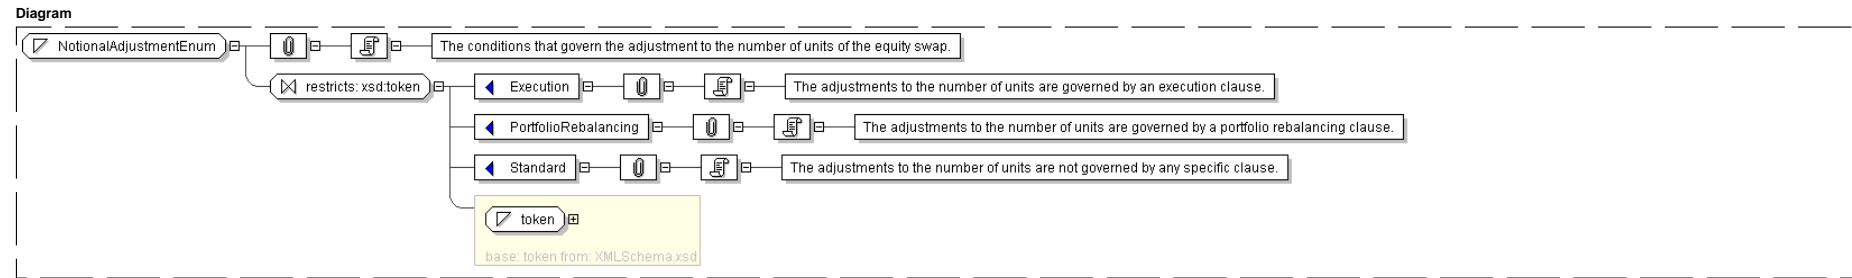 Diagram
NotionalAdjustmentEnum
The conditions that govern the adjustment to the number of units of the equity swap.
restricts: xsd:token
Execution
The adjustments to the number of units are governed by an execution clause.
PortfolioRebalancing
The adjustments to the number of units are governed by a portfolio rebalancing clause.
Standard
The adjustments to the number of units are not governed by any specific clause.
token
base: token from: XMLSchema.xsd